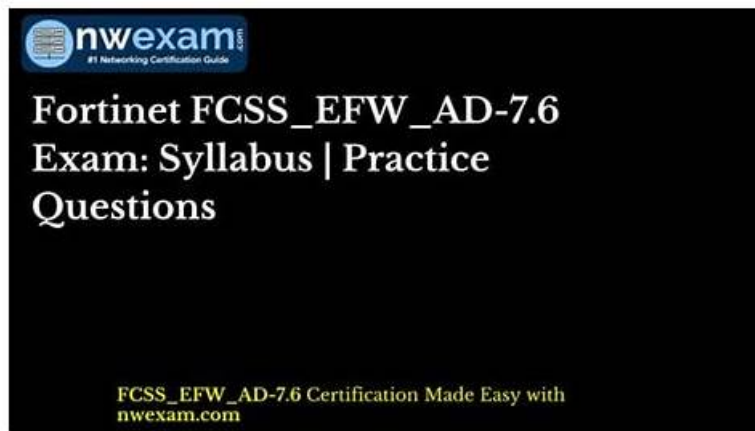 nwexam.com
#1 Networking Certification Guide
Fortinet FCSS_EFW_AD-7.6
Exam: Syllabus | Practice
Questions
FCSS_EFW_AD-7.6 Certification Made Easy with
nwexam.com